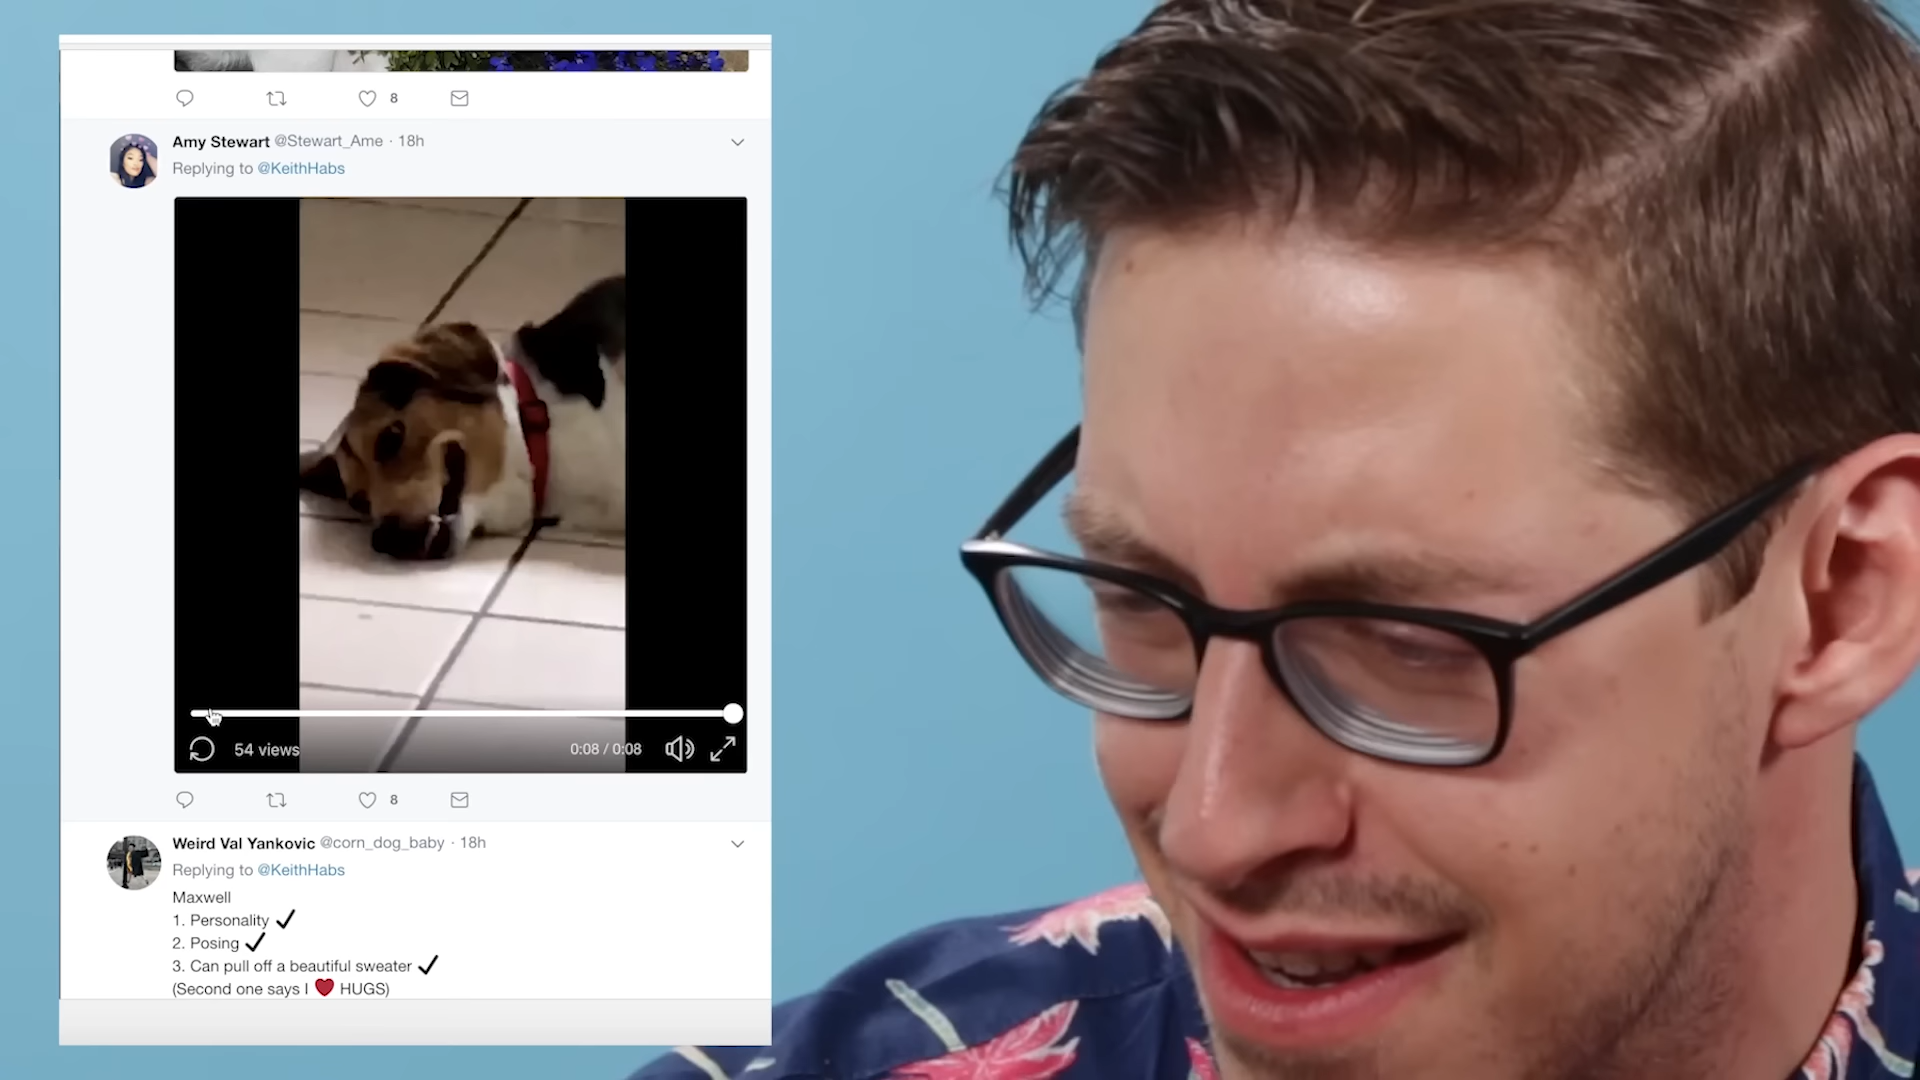 8
Amy Stewart @Stewart_Ame · 18h
Replying to @KeithHabs
54 views 0:08 / 0:08
8
Weird Val Yankovic @corn_dog_baby · 18h
Replying to @KeithHabs
Maxwell
1. Personality ✔
2. Posing ✔
3. Can pull off a beautiful sweater ✔
(Second one says I ❤ HUGS)